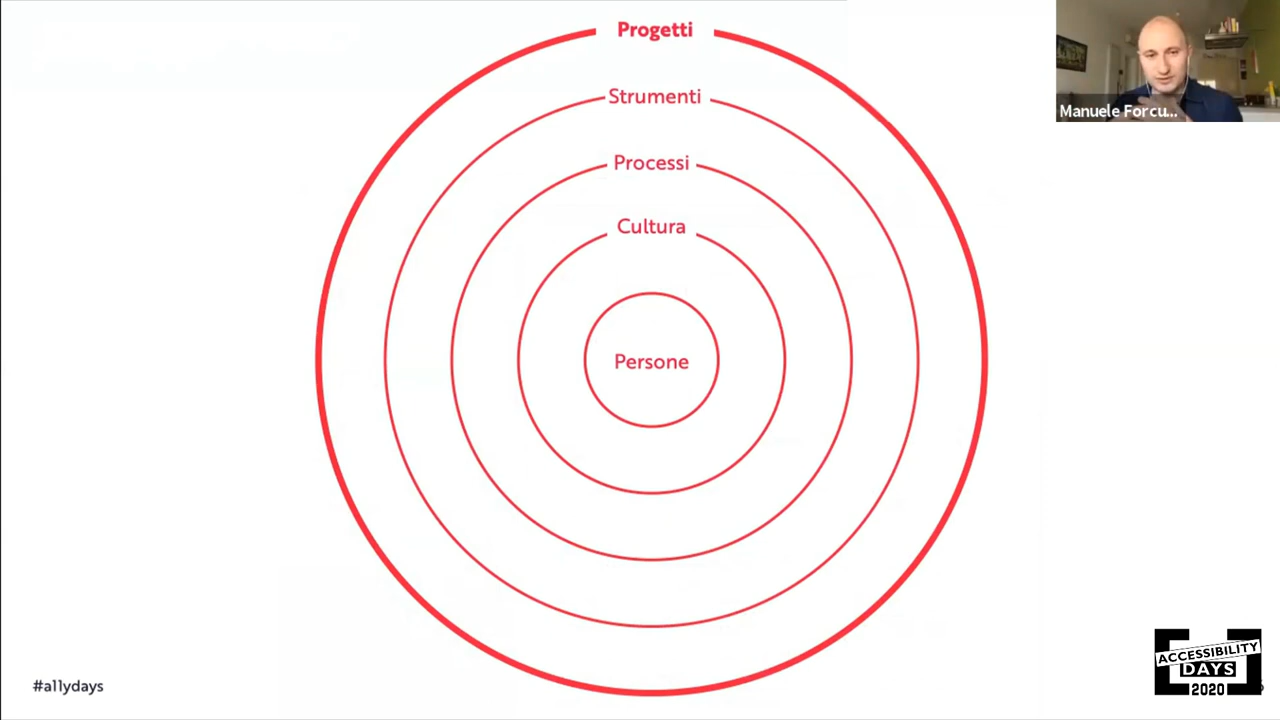 Progetti
Strumenti
Processi
Cultura
Persone
Manuele Forcu...
#a11ydays
ACCESSIBILITY
DAYS
2020